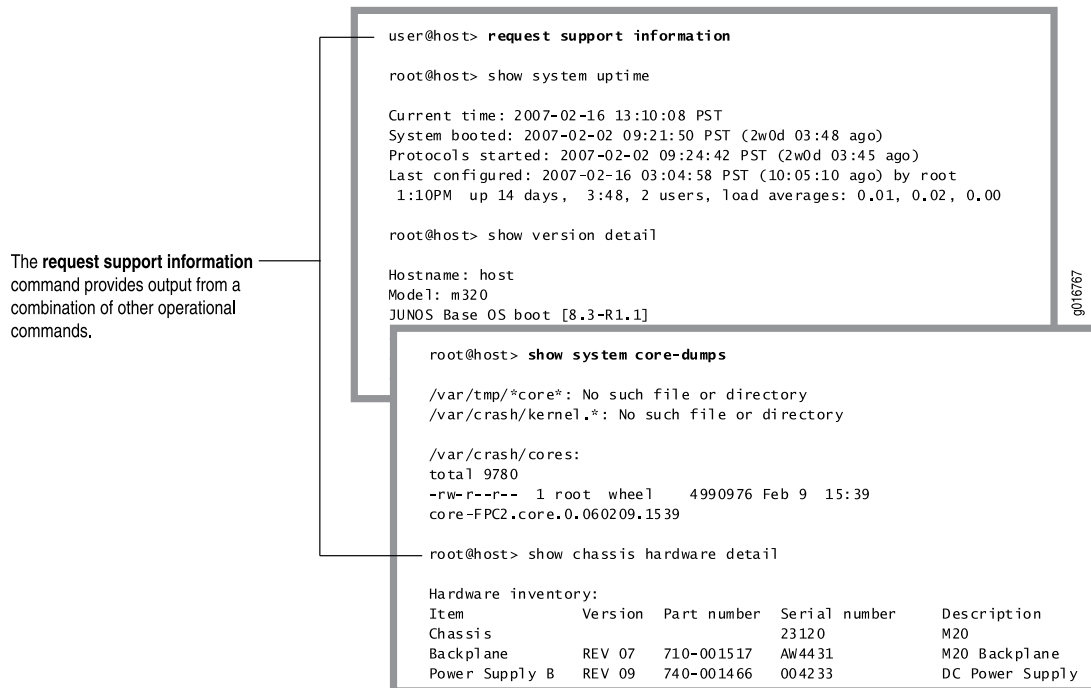 user@host> request support information
root@host> show system uptime
Current time: 2007-02-16 13:10:08 PST
System booted: 2007-02-02 09:21:50 PST (2w0d 03:48 ago)
Protocols started: 2007-02-02 09:24:42 PST (2w0d 03:45 ago)
Last configured: 2007-02-16 03:04:58 PST (10:05:10 ago) by root
1:10PM up 14 days, 3:48, 2 users, load averages: 0.01, 0.02, 0.00
root@host> show version detail
Hostname: host
Model: m320
JUNOS Base OS boot [8.3-R1.1]
The request support information
command provides output from a
combination of other operational
commands.
g016767
root@host> show system core-dumps
/var/tmp/*core*: No such file or directory
/var/crash/kernel.*: No such file or directory
/var/crash/cores:
total 9780
-rw-r--r-- 1 root wheel 4990976 Feb 9 15:39
core-FPC2.core.0.060209.1539
root@host> show chassis hardware detail
Hardware inventory:
Item Version Part number Serial number Description
Chassis 23120 M20
Backplane REV 07 710-001517 AW4431 M20 Backplane
Power Supply B REV 09 740-001466 004233 DC Power Supply